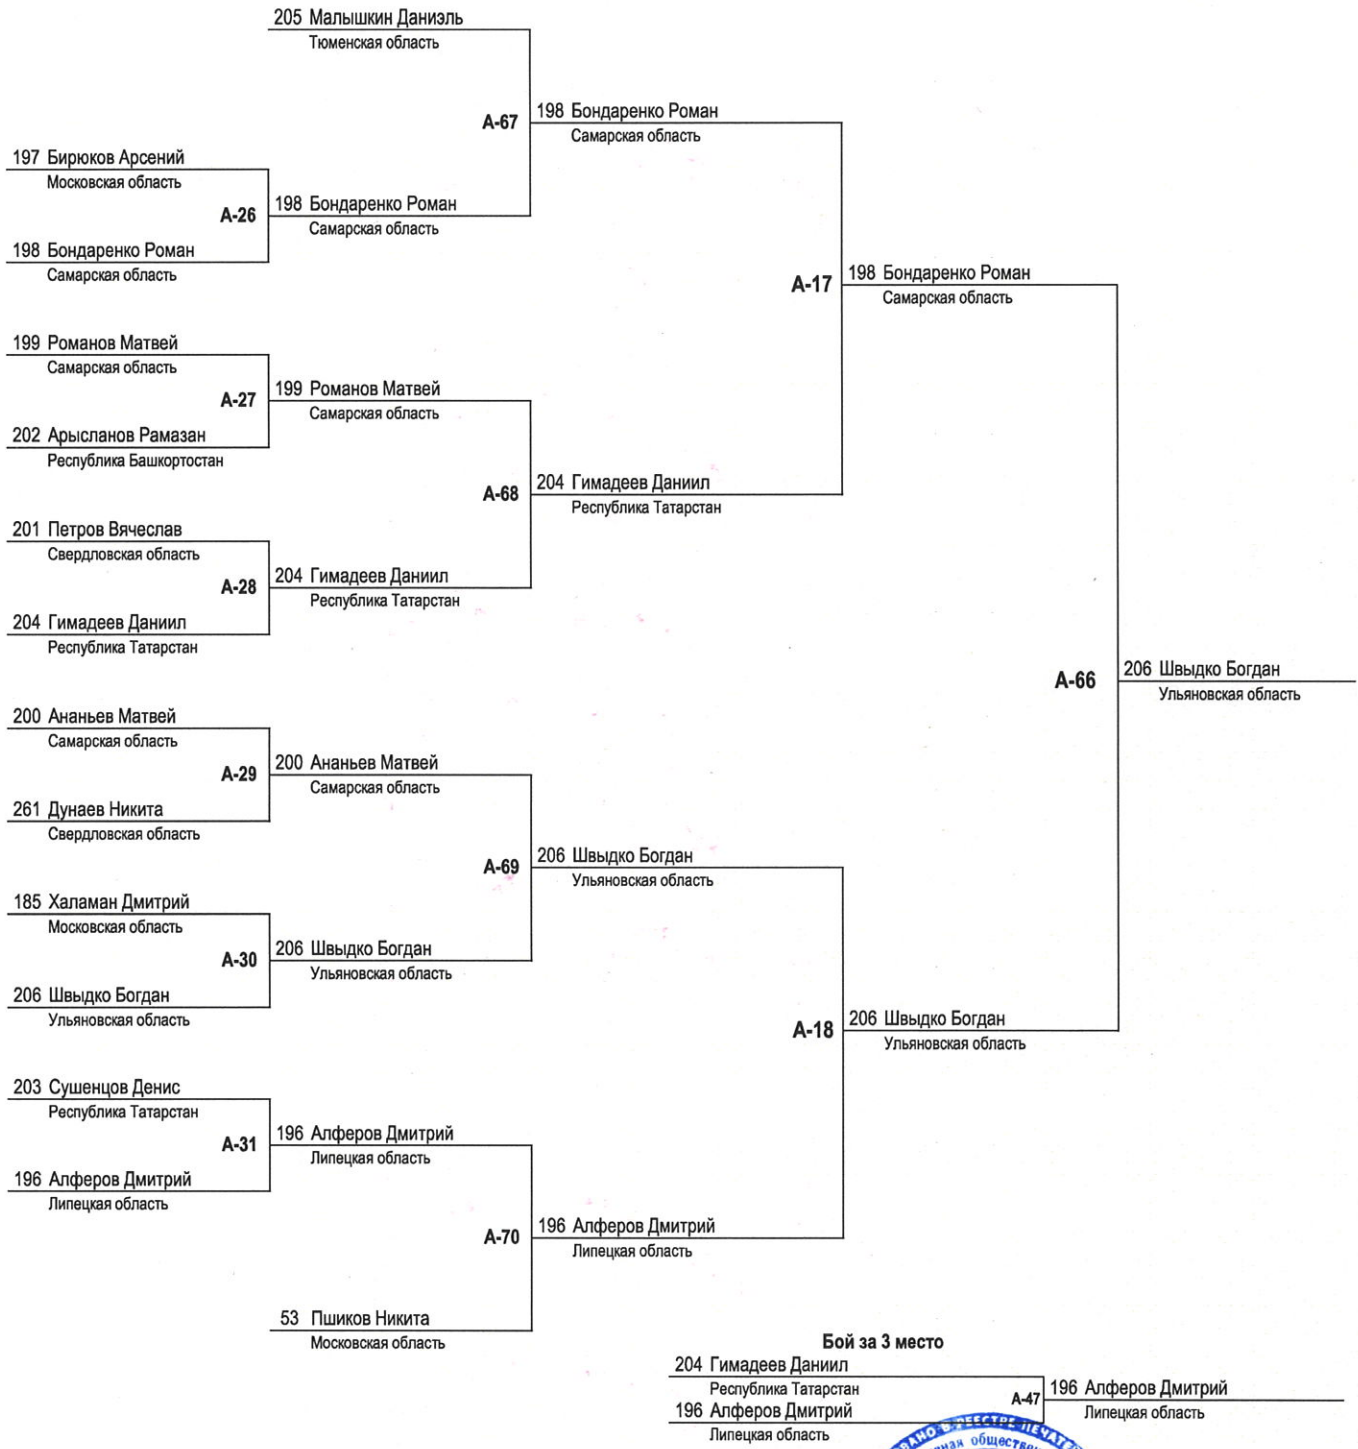 205 Малышкин Даниэль
Тюменская область
А-67
198 Бондаренко Роман
Самарская область
197 Бирюков Арсений
Московская область
А-26
198 Бондаренко Роман
Самарская область
198 Бондаренко Роман
Самарская область
А-17
198 Бондаренко Роман
Самарская область
199 Романов Матвей
Самарская область
А-27
199 Романов Матвей
Самарская область
202 Арысланов Рамазан
Республика Башкортостан
А-68
204 Гимадеев Даниил
Республика Татарстан
201 Петров Вячеслав
Свердловская область
А-28
204 Гимадеев Даниил
Республика Татарстан
204 Гимадеев Даниил
Республика Татарстан
А-66
206 Швыдко Богдан
Ульяновская область
200 Ананьев Матвей
Самарская область
А-29
200 Ананьев Матвей
Самарская область
261 Дунаев Никита
Свердловская область
А-69
206 Швыдко Богдан
Ульяновская область
185 Халаман Дмитрий
Московская область
А-30
206 Швыдко Богдан
Ульяновская область
206 Швыдко Богдан
Ульяновская область
А-18
206 Швыдко Богдан
Ульяновская область
203 Сушенцов Денис
Республика Татарстан
А-31
196 Алферов Дмитрий
Липецкая область
196 Алферов Дмитрий
Липецкая область
А-70
196 Алферов Дмитрий
Липецкая область
53 Пшиков Никита
Московская область
Бой за 3 место
204 Гимадеев Даниил
Республика Татарстан
А-47
196 Алферов Дмитрий
Липецкая область
196 Алферов Дмитрий
Липецкая область
В РЕЕСТРЕ